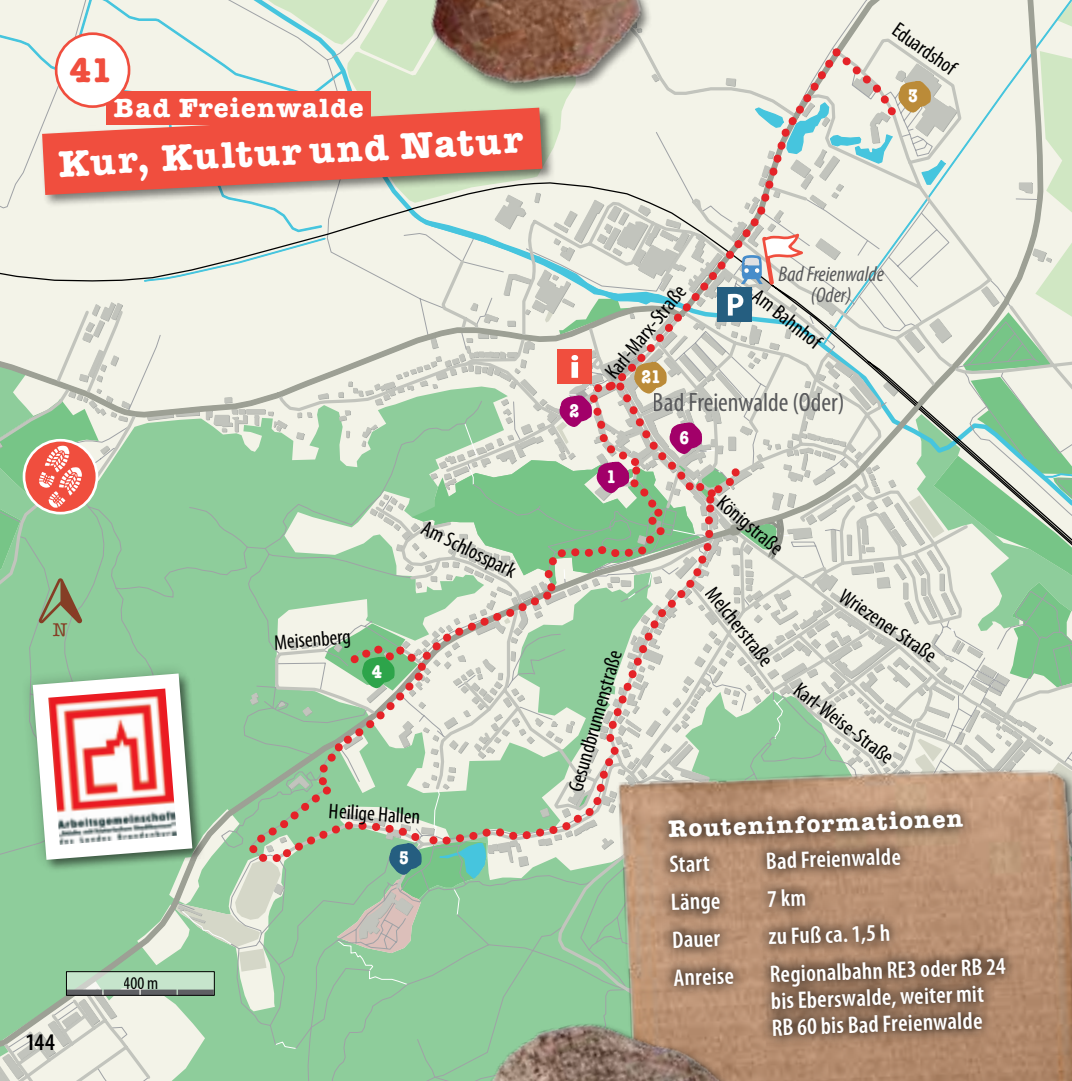 41
Bad Freienwalde
Kur, Kultur und Natur
Eduardshof
3
Bad Freienwalde
(Oder)
P
Am Bahnhof
Karl-Marx-Straße
i
21
2
Bad Freienwalde (Oder)
6
1
Königstraße
Am Schlosspark
Melcherstraße
Wriezener Straße
N
Meisenberg
4
Karl-Weise-Straße
Gesundbrunnenstraße
Heilige Hallen
5
Arbeitsgemeinschaft
des Landes Brandenburg
Routeninformationen
Start Bad Freienwalde
Länge 7 km
Dauer zu Fuß ca. 1,5 h
Anreise Regionalbahn RE3 oder RB 24
bis Eberswalde, weiter mit
RB 60 bis Bad Freienwalde
400 m
144